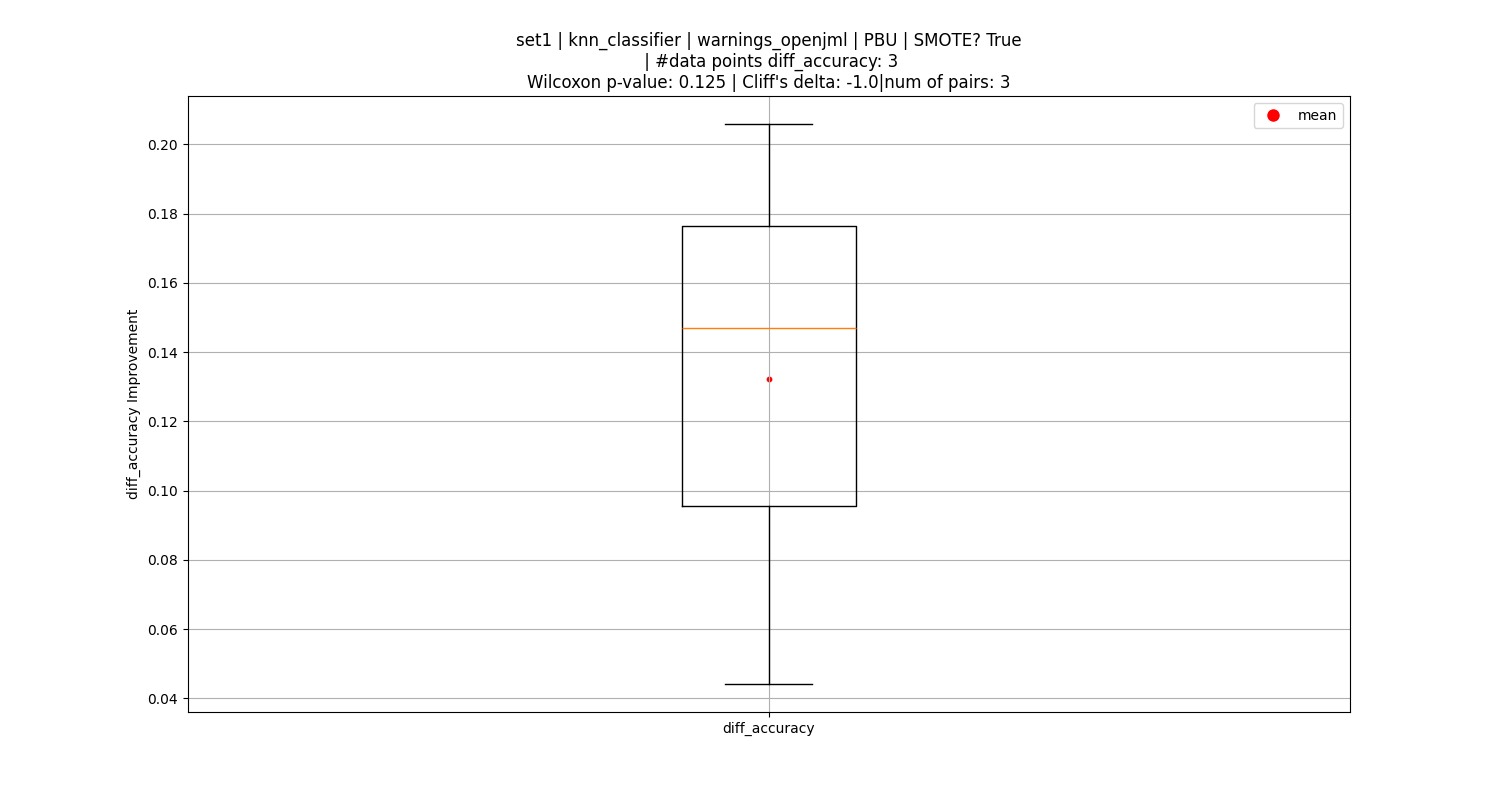 set1 | knn_classifier | warnings_openjml | PBU | SMOTE? True
| #data points diff_accuracy: 3
Wilcoxon p-value: 0.125 | Cliff's delta: -1.0|num of pairs: 3
mean
0.20
0.18
0.16
0.14
0.12
0.10
0.08
0.06
0.04
diff_accuracy Improvement
diff_accuracy